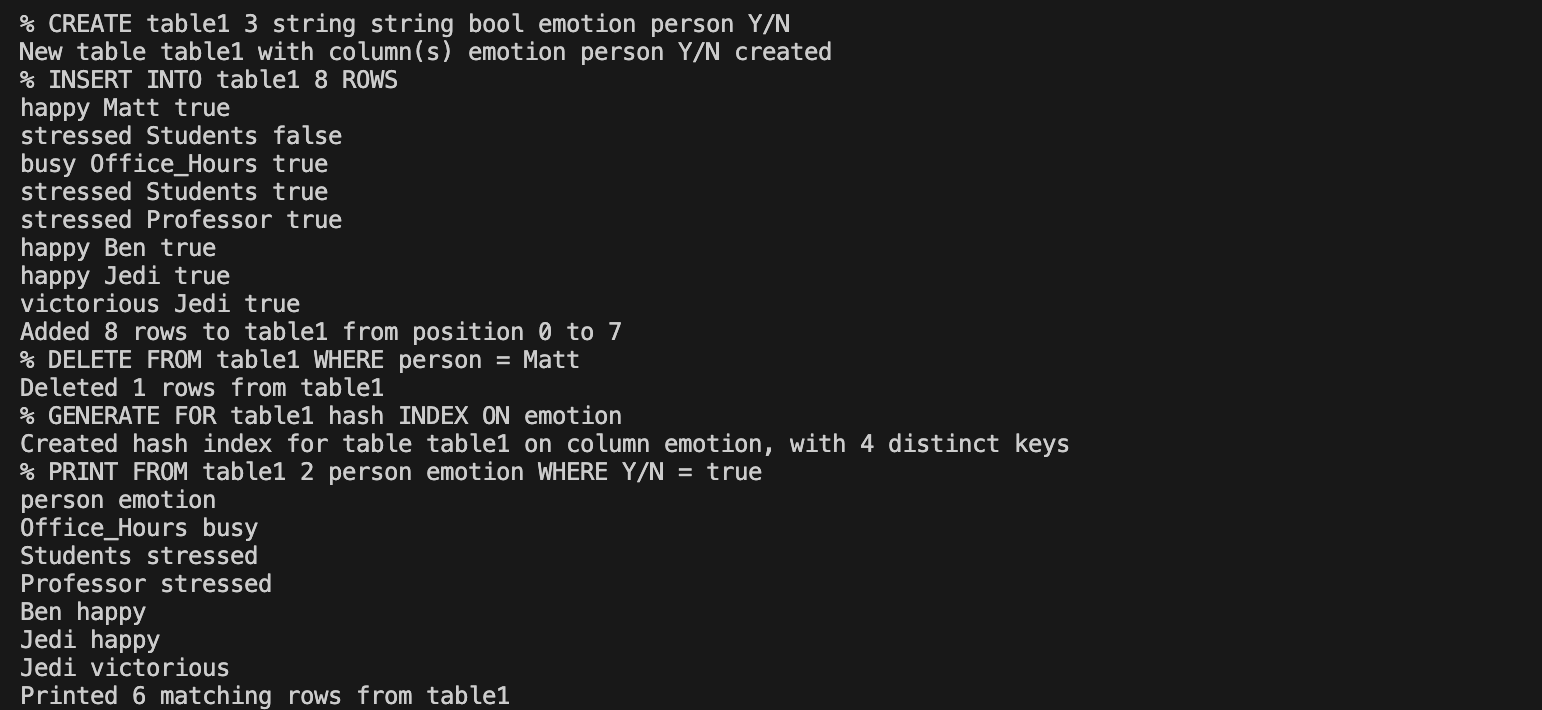 % CREATE table1 3 string string bool emotion person Y/N
New table table1 with column(s) emotion person Y/N created
% INSERT INTO table1 8 ROWS
happy Matt true
stressed Students false
busy Office_Hours true
stressed Students true
stressed Professor true
happy Ben true
happy Jedi true
victorious Jedi true
Added 8 rows to table1 from position 0 to 7
% DELETE FROM table1 WHERE person = Matt
Deleted 1 rows from table1
% GENERATE FOR table1 hash INDEX ON emotion
Created hash index for table table1 on column emotion, with 4 distinct keys
% PRINT FROM table1 2 person emotion WHERE Y/N = true
person emotion
Office_Hours busy
Students stressed
Professor stressed
Ben happy
Jedi happy
Jedi victorious
Printed 6 matching rows from table1